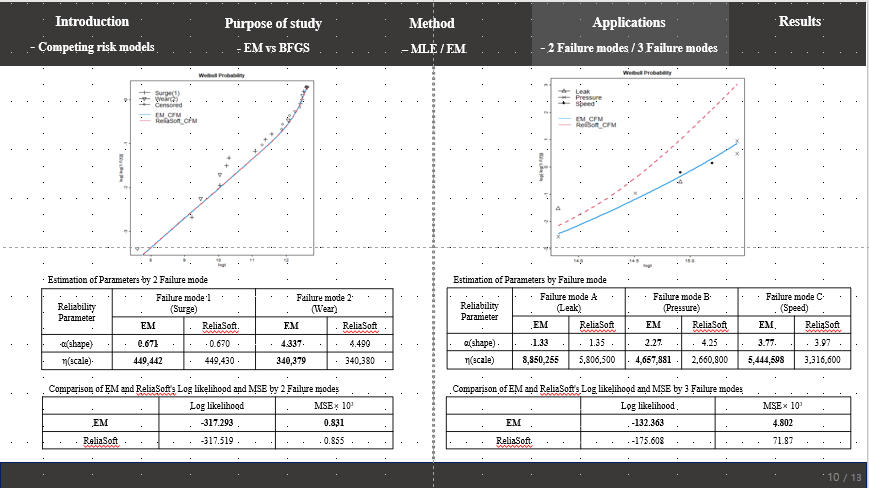 Introduction
Purpose of study
Method
Applications
Results
- Competing risk models
- EM vs BFGS
– MLE / EM
- 2 Failure modes / 3 Failure modes
Weibull Probability
Surge(1)
Wear(2)
Censored
EM_CFM
ReliaSoft_CFM
Weibull Probability
Leak
Pressure
Speed
EM_CFM
ReliSoft_CFM
Estimation of Parameters by 2 Failure mode
Reliability Parameter
Failure mode 1 (Surge)
Failure mode 2 (Wear)
EM ReliaSoft EM ReliaSoft
α(shape) 0.671 0.670 4.337 4.490
η(scale) 449,442 449,430 340,379 340,380
Comparison of EM and ReliaSoft's Log likelihood and MSE by 2 Failure modes
Log likelihood MSE× 10³
EM -317.293 0.831
ReliaSoft -317.519 0.855
Estimation of Parameters by Failure mode
Reliability Parameter
Failure mode A (Leak)
Failure mode B (Pressure)
Failure mode C (Speed)
EM ReliaSoft EM ReliaSoft EM ReliaSoft
α(shape) 1.33 1.35 2.27 4.25 3.77 3.97
η(scale) 8,850,255 5,806,500 4,657,881 2,660,800 5,444,598 3,316,600
Comparison of EM and ReliaSoft's Log likelihood and MSE by 3 Failure modes
Log likelihood MSE× 10³
EM -132.363 4.802
ReliaSoft -175.608 71.87
10 / 13